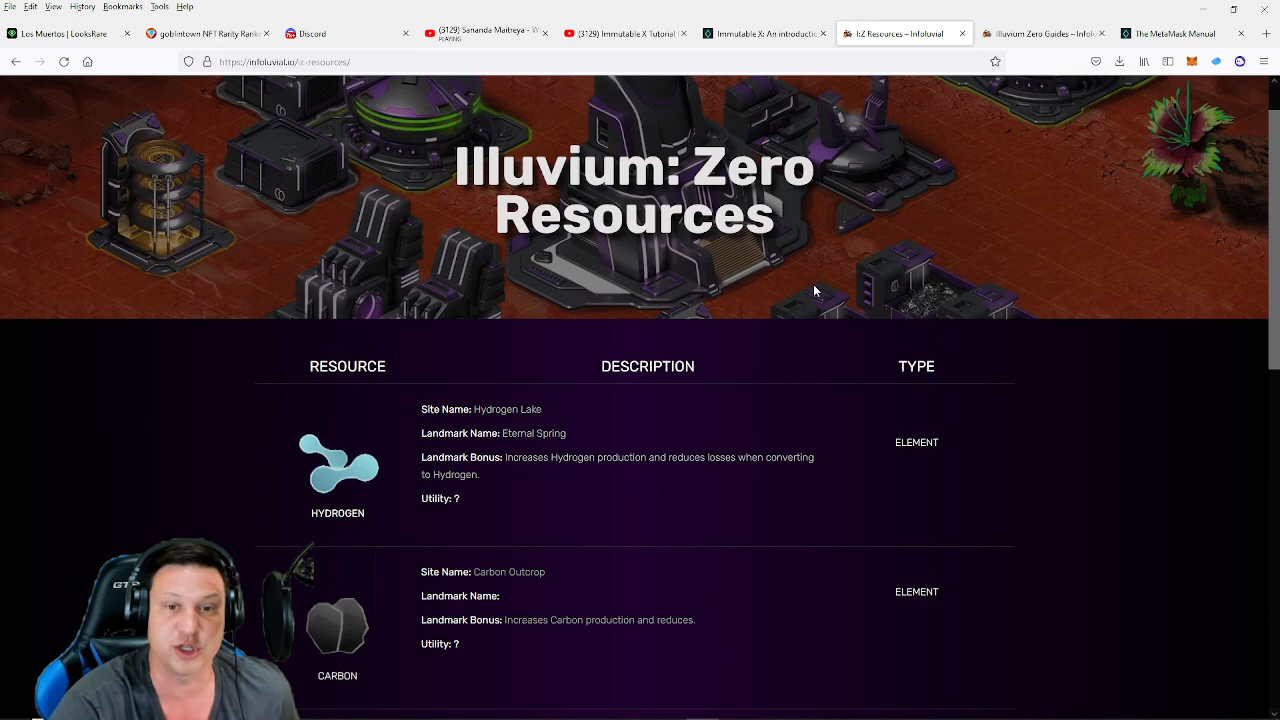 File Edit View History Bookmarks Tools Help
Los Muertos | LooksRare
goblintown NFT Rarity Rank
Discord
(3129) Sananda Maitreya - W
PLAYING
(3129) Immutable X Tutorial
Immutable X: An introductio
I:Z Resources – Infoluvial
Illuvium Zero Guides – Infolu
The MetaMask Manual
https://infoluvial.io/iz-resources/
Illuvium: Zero
Resources
RESOURCE DESCRIPTION TYPE
Site Name: Hydrogen Lake
Landmark Name: Eternal Spring
ELEMENT
Landmark Bonus: Increases Hydrogen production and reduces losses when converting
to Hydrogen.
Utility: ?
HYDROGEN
Site Name: Carbon Outcrop
ELEMENT
Landmark Name:
Landmark Bonus: Increases Carbon production and reduces.
Utility: ?
CARBON
GT